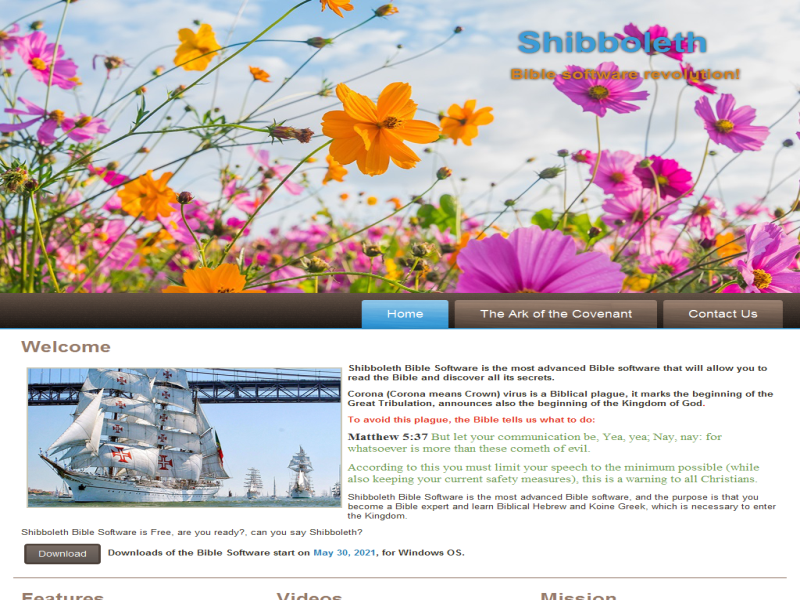 Shibboleth
Bible software revolution!
Home
The Ark of the Covenant
Contact Us
Welcome
Shibboleth Bible Software is the most advanced Bible software that will allow you to
read the Bible and discover all its secrets.
Corona (Corona means Crown) virus is a Biblical plague, it marks the beginning of the
Great Tribulation, announces also the beginning of the Kingdom of God.
To avoid this plague, the Bible tells us what to do:
Matthew 5:37 But let your communication be, Yea, yea; Nay, nay: for
whatsoever is more than these cometh of evil.
According to this you must limit your speech to the minimum possible (while
also keeping your current safety measures), this is a warning to all Christians.
Shibboleth Bible Software is the most advanced Bible software, and the purpose is that you
become a Bible expert and learn Biblical Hebrew and Koine Greek, which is necessary to enter
the Kingdom.
Shibboleth Bible Software is Free, are you ready?, can you say Shibboleth?
Download
Downloads of the Bible Software start on May 30, 2021, for Windows OS.
Features
Videos
Mission